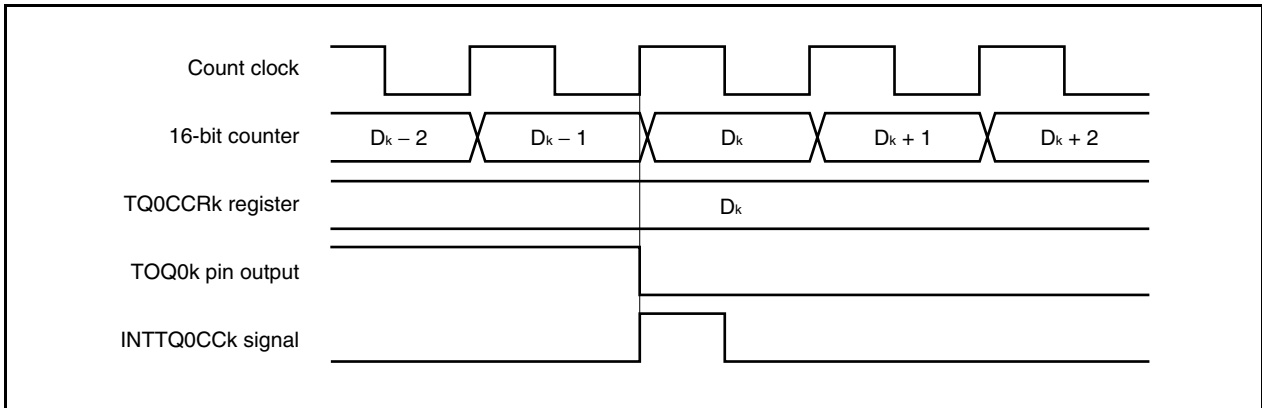 Count clock
16-bit counter
Dk – 2 Dk – 1 Dk Dk + 1 Dk + 2
TQ0CCRk register
Dk
TOQ0k pin output
INTTQ0CCk signal